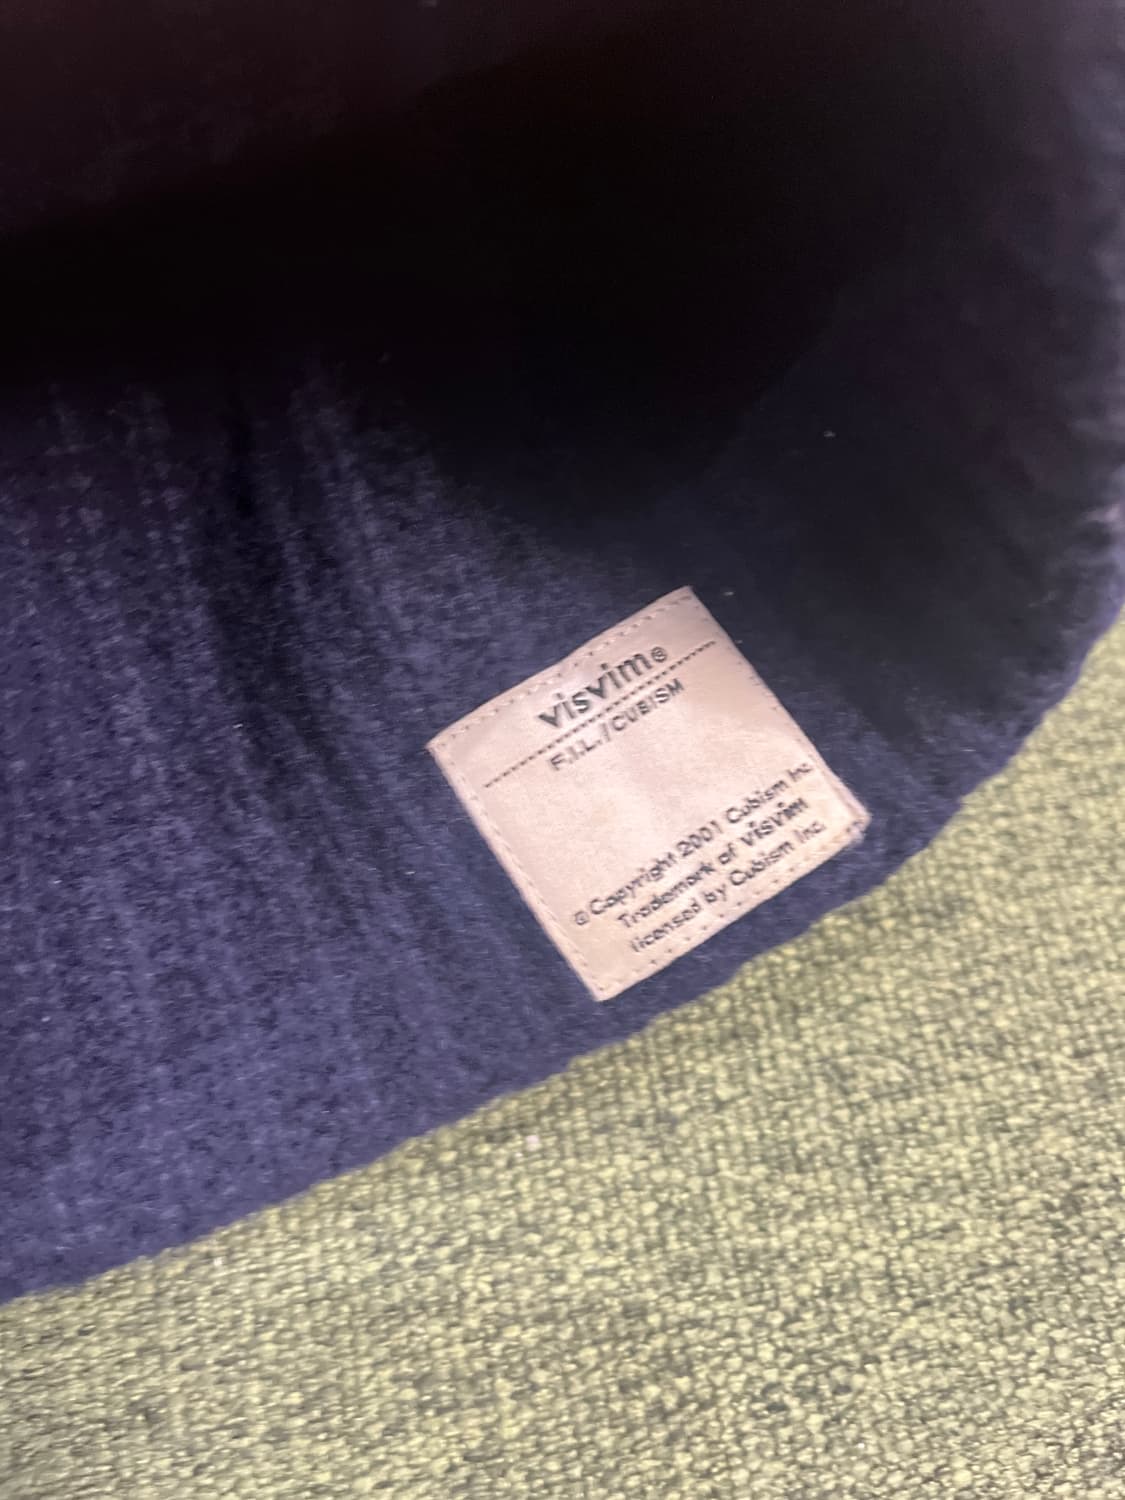 visvim®
F.I.L./CUBISM
© Copyright 2001 Cubism Inc.
Trademark of visvim
licensed by Cubism Inc.